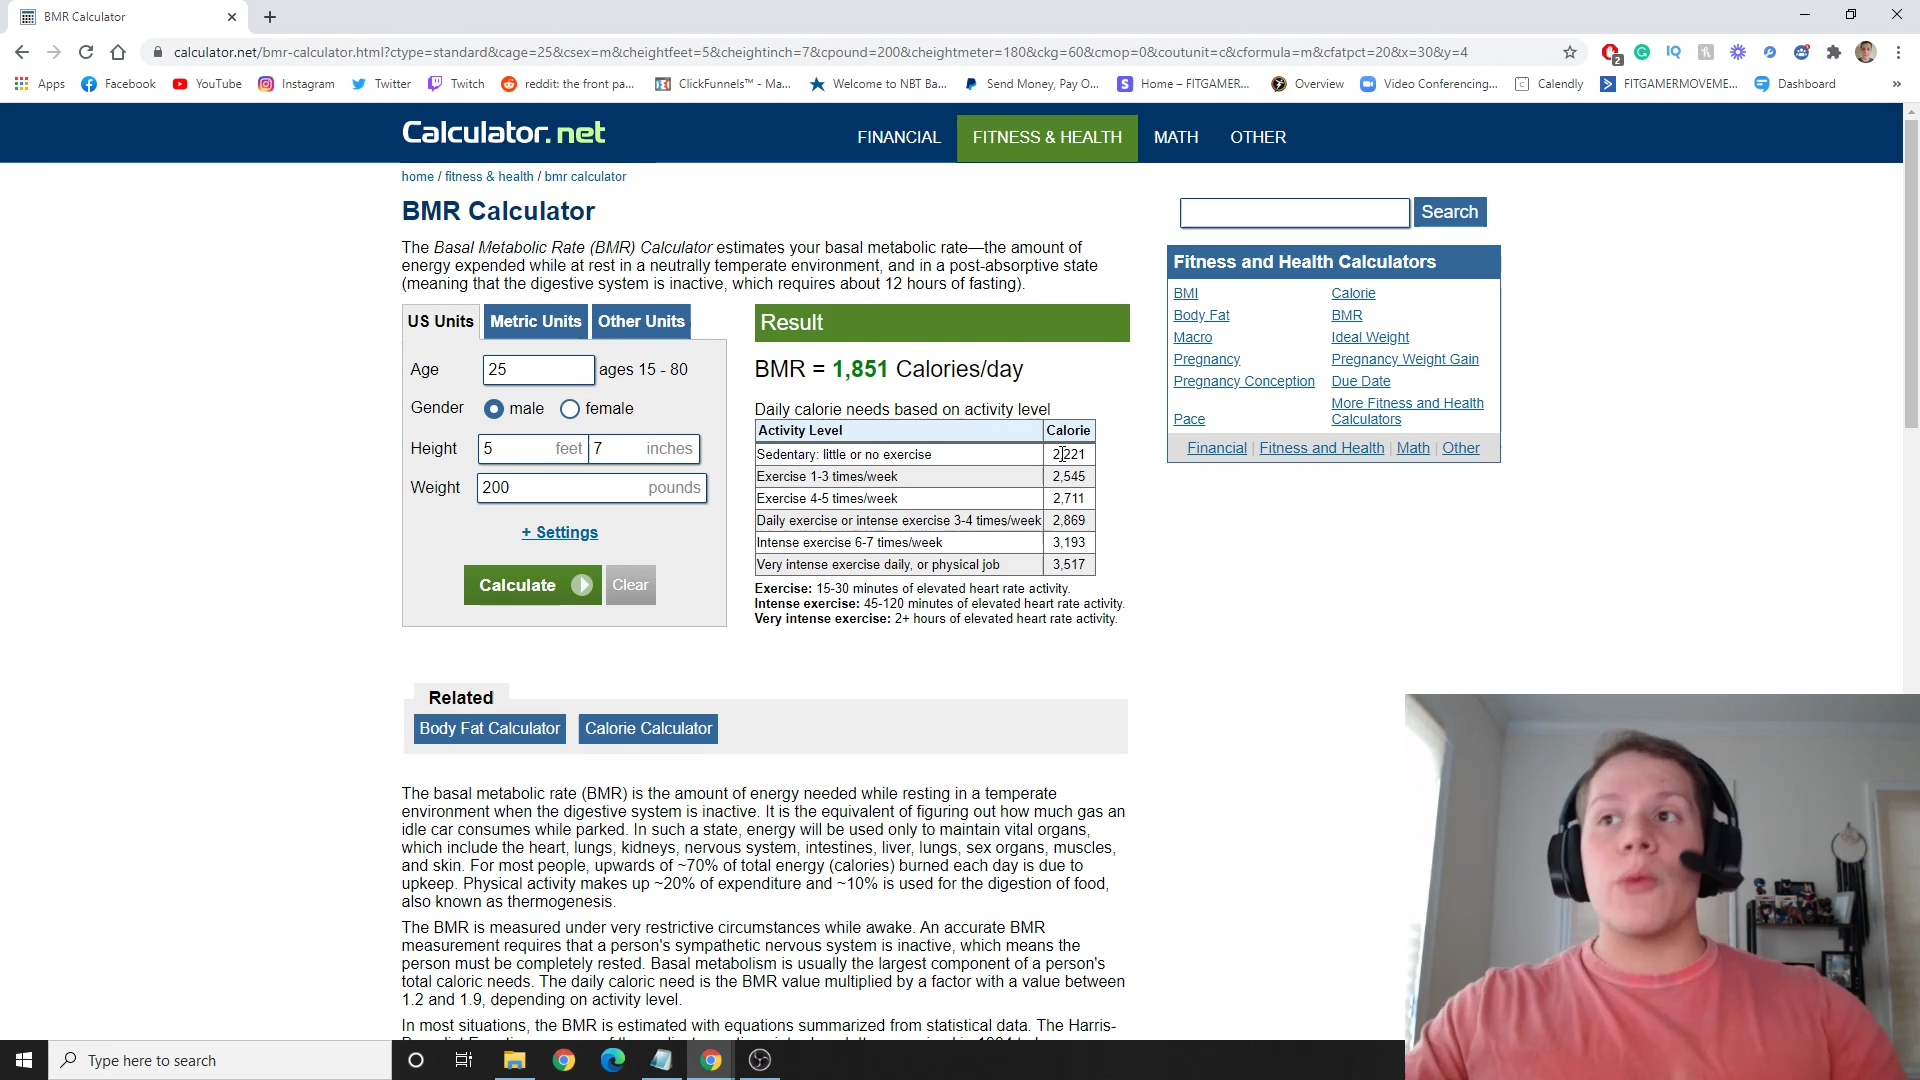 BMR Calculator
calculator.net/bmr-calculator.html?ctype=standard&cage=25&csex=m&cheightfeet=5&cheightinch=7&cpound=200&cheightmeter=180&ckg=60&cmop=0&coutunit=c&cformula=m&cfatpct=20&x=30&y=4
2
Apps Facebook YouTube Instagram Twitter Twitch reddit: the front pa... ClickFunnels™ - Ma... Welcome to NBT Ba... Send Money, Pay O... Home – FITGAMER... Overview Video Conferencing... Calendly FITGAMERMOVEME... Dashboard »
Calculator.net
FINANCIAL FITNESS & HEALTH MATH OTHER
home / fitness & health / bmr calculator
BMR Calculator
Search
The Basal Metabolic Rate (BMR) Calculator estimates your basal metabolic rate—the amount of
energy expended while at rest in a neutrally temperate environment, and in a post-absorptive state
(meaning that the digestive system is inactive, which requires about 12 hours of fasting).
US Units Metric Units Other Units
Age 25 ages 15 - 80
Gender male female
Height 5 feet 7 inches
Weight 200 pounds
+ Settings
Calculate Clear
Result
BMR = 1,851 Calories/day
Daily calorie needs based on activity level
Activity Level Calorie
Sedentary: little or no exercise 2,221
Exercise 1-3 times/week 2,545
Exercise 4-5 times/week 2,711
Daily exercise or intense exercise 3-4 times/week 2,869
Intense exercise 6-7 times/week 3,193
Very intense exercise daily, or physical job 3,517
Exercise: 15-30 minutes of elevated heart rate activity.
Intense exercise: 45-120 minutes of elevated heart rate activity.
Very intense exercise: 2+ hours of elevated heart rate activity.
Fitness and Health Calculators
BMI Calorie
Body Fat BMR
Macro Ideal Weight
Pregnancy Pregnancy Weight Gain
Pregnancy Conception Due Date
Pace More Fitness and Health
Calculators
Financial | Fitness and Health | Math | Other
Related
Body Fat Calculator Calorie Calculator
The basal metabolic rate (BMR) is the amount of energy needed while resting in a temperate
environment when the digestive system is inactive. It is the equivalent of figuring out how much gas an
idle car consumes while parked. In such a state, energy will be used only to maintain vital organs,
which include the heart, lungs, kidneys, nervous system, intestines, liver, lungs, sex organs, muscles,
and skin. For most people, upwards of ~70% of total energy (calories) burned each day is due to
upkeep. Physical activity makes up ~20% of expenditure and ~10% is used for the digestion of food,
also known as thermogenesis.
The BMR is measured under very restrictive circumstances while awake. An accurate BMR
measurement requires that a person's sympathetic nervous system is inactive, which means the
person must be completely rested. Basal metabolism is usually the largest component of a person's
total caloric needs. The daily caloric need is the BMR value multiplied by a factor with a value between
1.2 and 1.9, depending on activity level.
In most situations, the BMR is estimated with equations summarized from statistical data. The Harris-
Type here to search